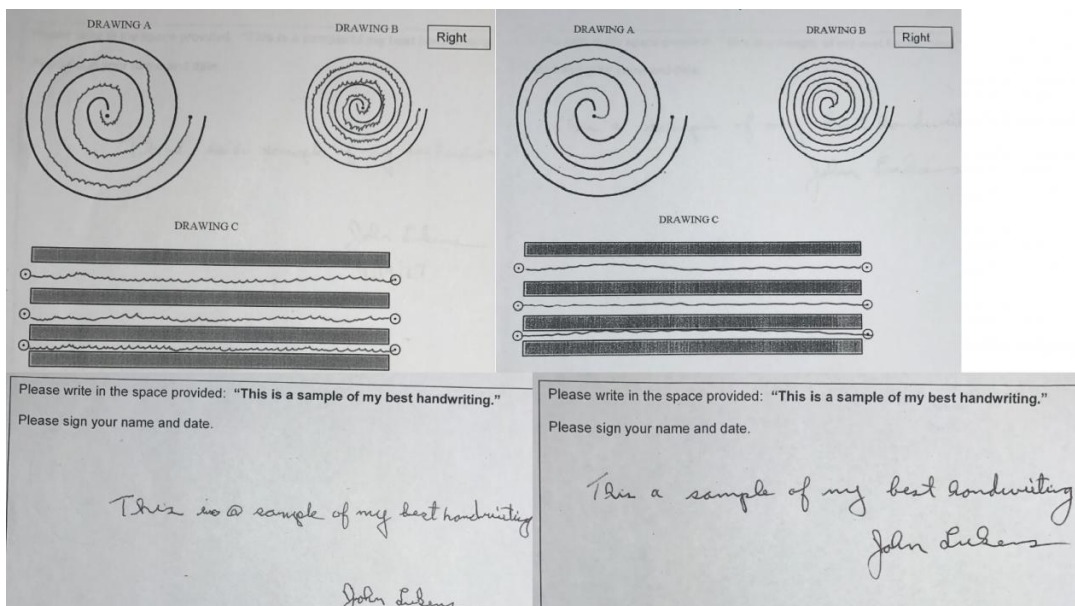 DRAWING A
DRAWING B
Right
DRAWING C
DRAWING A
DRAWING B
Right
DRAWING C
Please write in the space provided: “This is a sample of my best handwriting.”
Please sign your name and date.
This is a sample of my best handwriting
John Lukens
Please write in the space provided: “This is a sample of my best handwriting.”
Please sign your name and date.
This a sample of my best handwriting
John Lukens